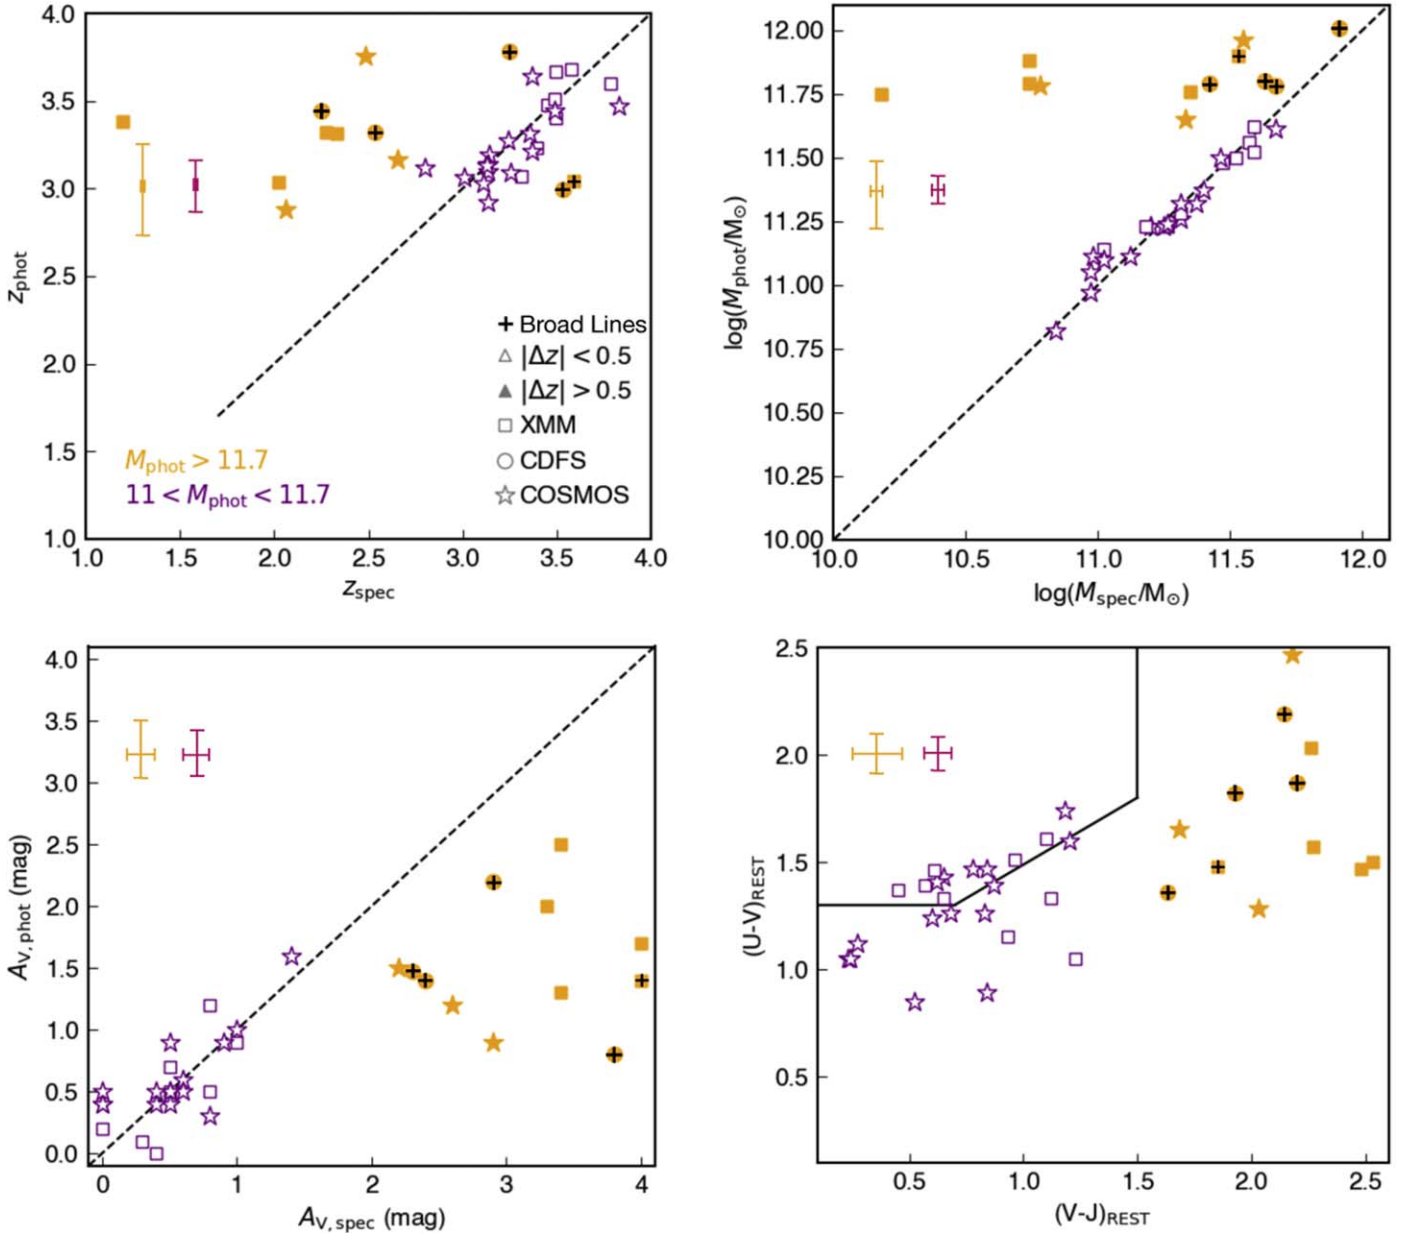 4.0
3.5
3.0
2.5
2.0
1.5
1.0
z_phot
1.0 1.5 2.0 2.5 3.0 3.5 4.0
z_spec
Broad Lines
|Δz| < 0.5
|Δz| > 0.5
XMM
CDFS
COSMOS
M_phot > 11.7
11 < M_phot < 11.7
12.00
11.75
11.50
11.25
11.00
10.75
10.50
10.25
10.00
log(M_phot/M_⊙)
10.0 10.5 11.0 11.5 12.0
log(M_spec/M_⊙)
4.0
3.5
3.0
2.5
2.0
1.5
1.0
0.5
0.0
A_V, phot (mag)
0 1 2 3 4
A_V, spec (mag)
2.5
2.0
1.5
1.0
0.5
(U-V)_REST
0.5 1.0 1.5 2.0 2.5
(V-J)_REST